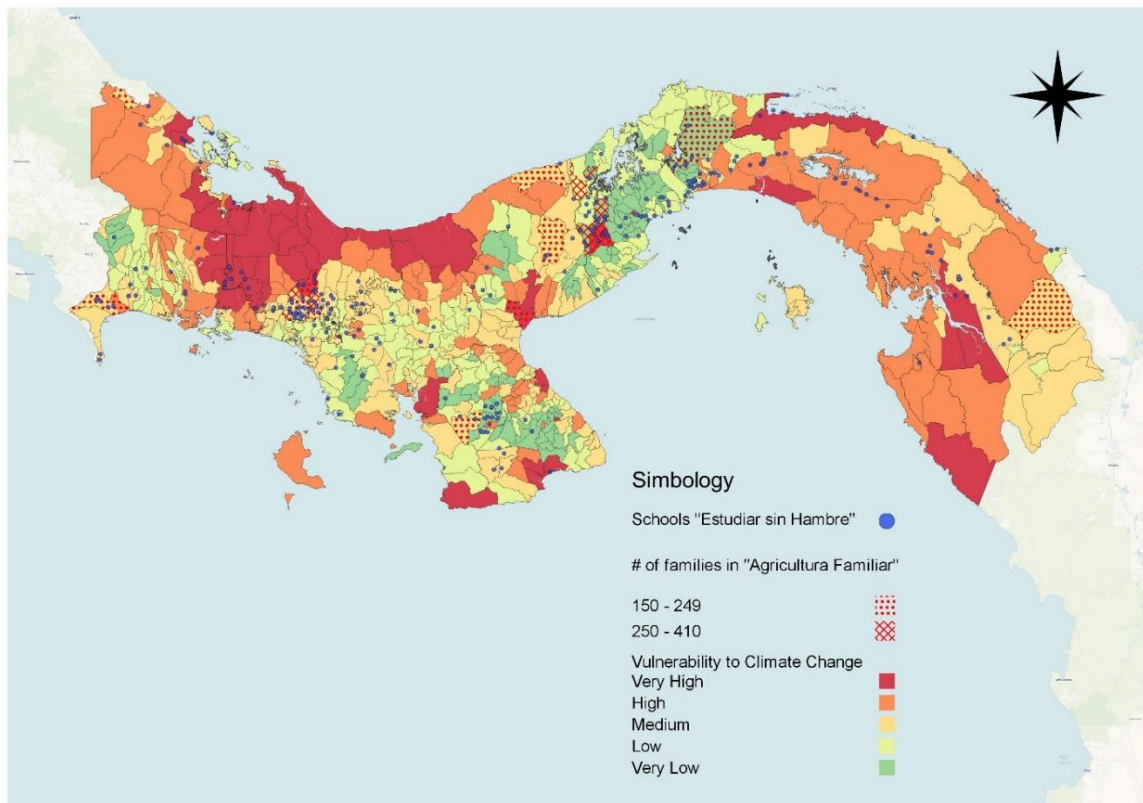 Simbology
Schools "Estudiar sin Hambre"
# of families in "Agricultura Familiar"
150 - 249
250 - 410
Vulnerability to Climate Change
Very High
High
Medium
Low
Very Low